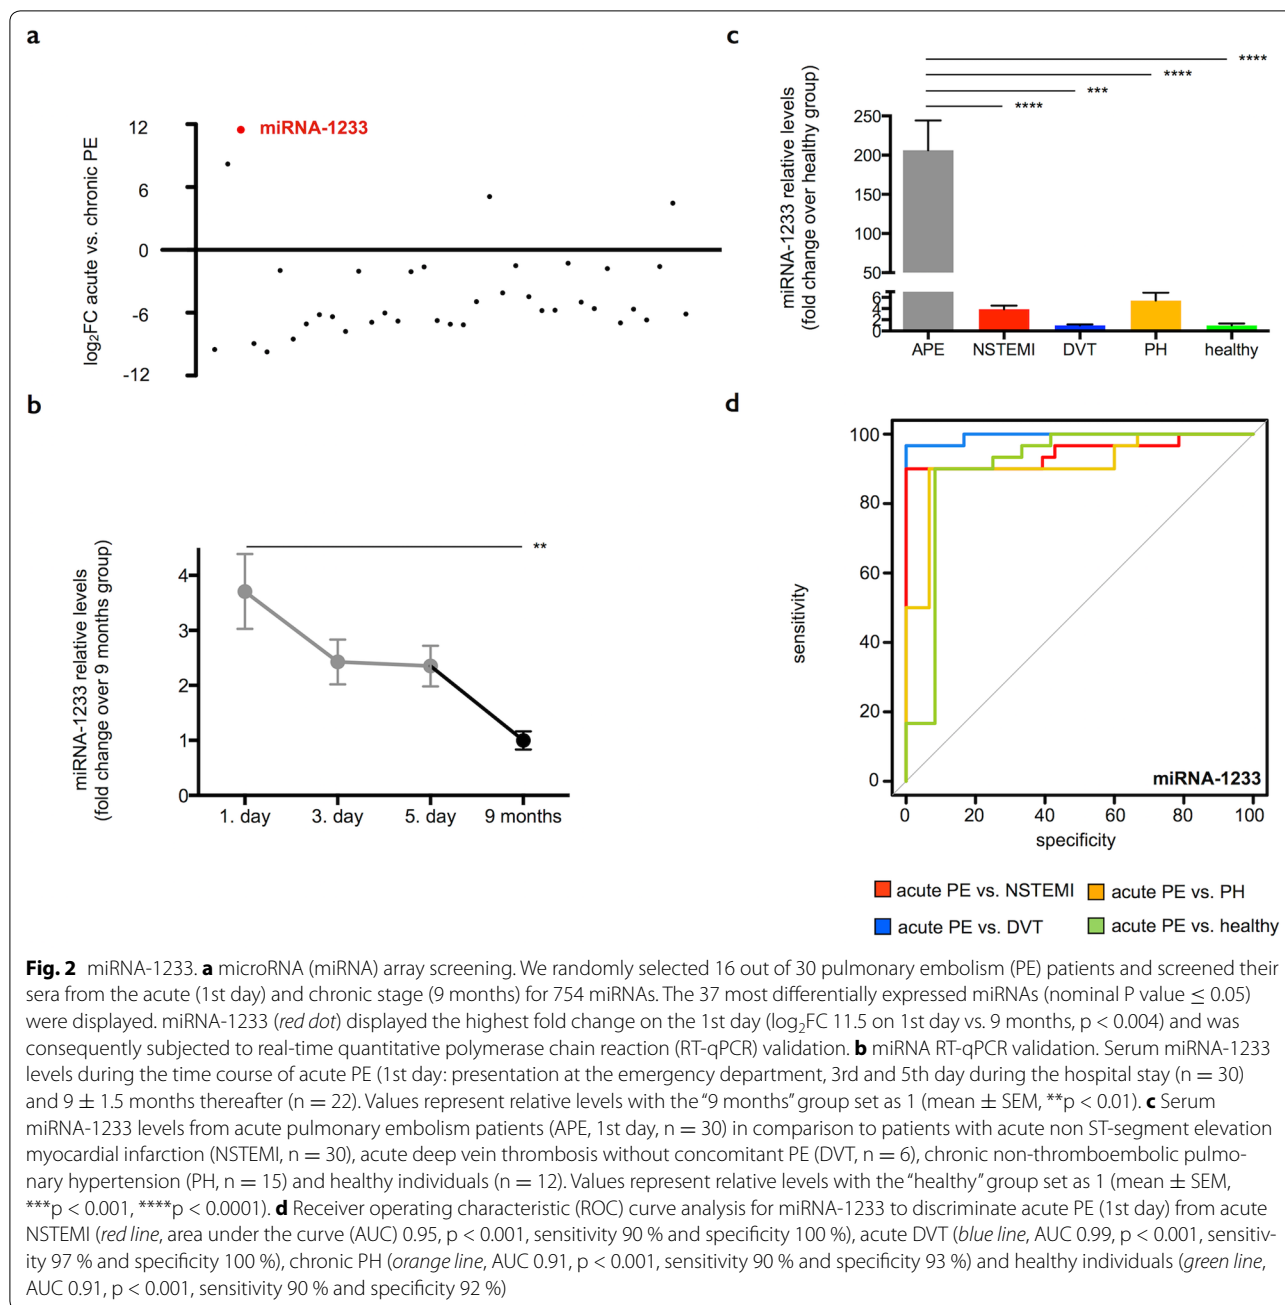 a
log2FC acute vs. chronic PE
12
6
0
-6
-12
miRNA-1233
b
miRNA-1233 relative levels
(fold change over 9 months group)
4
3
2
1
0
**
1. day
3. day
5. day
9 months
c
miRNA-1233 relative levels
(fold change over healthy group)
****
****
***
****
250
200
150
100
50
6
4
2
0
APE
NSTEMI
DVT
PH
healthy
d
sensitivity
100
80
60
40
20
0
miRNA-1233
0
20
40
60
80
100
specificity
acute PE vs. NSTEMI
acute PE vs. PH
acute PE vs. DVT
acute PE vs. healthy
Fig. 2 miRNA-1233. a microRNA (miRNA) array screening. We randomly selected 16 out of 30 pulmonary embolism (PE) patients and screened their
sera from the acute (1st day) and chronic stage (9 months) for 754 miRNAs. The 37 most differentially expressed miRNAs (nominal P value ≤ 0.05)
were displayed. miRNA-1233 (red dot) displayed the highest fold change on the 1st day (log2FC 11.5 on 1st day vs. 9 months, p < 0.004) and was
consequently subjected to real-time quantitative polymerase chain reaction (RT-qPCR) validation. b miRNA RT-qPCR validation. Serum miRNA-1233
levels during the time course of acute PE (1st day: presentation at the emergency department, 3rd and 5th day during the hospital stay (n = 30)
and 9 ± 1.5 months thereafter (n = 22). Values represent relative levels with the “9 months” group set as 1 (mean ± SEM, **p < 0.01). c Serum
miRNA-1233 levels from acute pulmonary embolism patients (APE, 1st day, n = 30) in comparison to patients with acute non ST-segment elevation
myocardial infarction (NSTEMI, n = 30), acute deep vein thrombosis without concomitant PE (DVT, n = 6), chronic non-thromboembolic pulmo-
nary hypertension (PH, n = 15) and healthy individuals (n = 12). Values represent relative levels with the “healthy” group set as 1 (mean ± SEM,
***p < 0.001, ****p < 0.0001). d Receiver operating characteristic (ROC) curve analysis for miRNA-1233 to discriminate acute PE (1st day) from acute
NSTEMI (red line, area under the curve (AUC) 0.95, p < 0.001, sensitivity 90 % and specificity 100 %), acute DVT (blue line, AUC 0.99, p < 0.001, sensitiv-
ity 97 % and specificity 100 %), chronic PH (orange line, AUC 0.91, p < 0.001, sensitivity 90 % and specificity 93 %) and healthy individuals (green line,
AUC 0.91, p < 0.001, sensitivity 90 % and specificity 92 %)